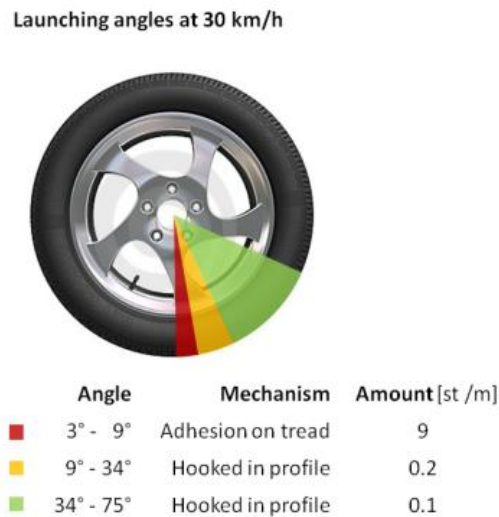 Launching angles at 30 km/h
Angle Mechanism Amount [st /m]
3° - 9° Adhesion on tread 9
9° - 34° Hooked in profile 0.2
34° - 75° Hooked in profile 0.1